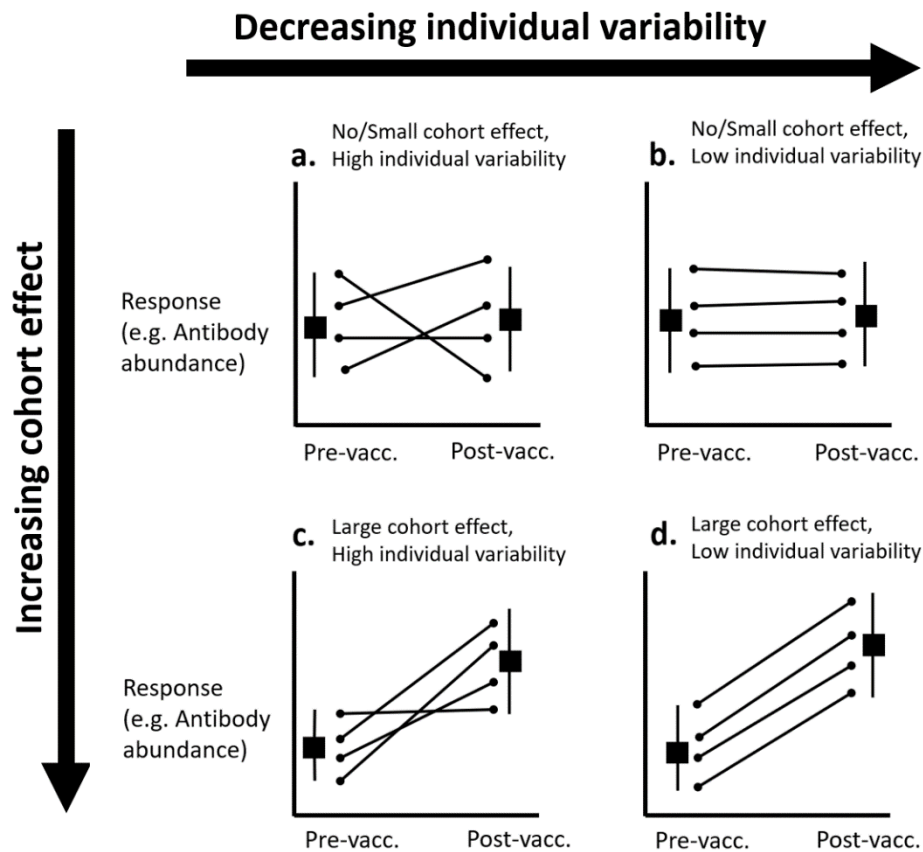 Decreasing individual variability
Increasing cohort effect
a.
No/Small cohort effect,
High individual variability
b.
No/Small cohort effect,
Low individual variability
Response
(e.g. Antibody
abundance)
Pre-vacc.
Post-vacc.
Pre-vacc.
Post-vacc.
c.
Large cohort effect,
High individual variability
d.
Large cohort effect,
Low individual variability
Response
(e.g. Antibody
abundance)
Pre-vacc.
Post-vacc.
Pre-vacc.
Post-vacc.